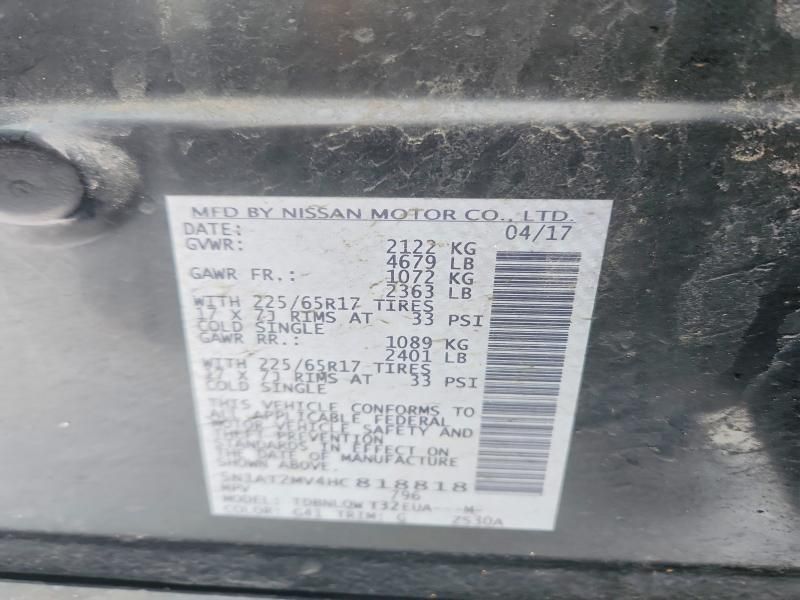 MFD BY NISSAN MOTOR CO., LTD.
DATE: 04/17
GVWR: 2122 KG
4679 LB
GAWR FR.: 1072 KG
2363 LB
WITH 225/65R17 TIRES
17 X 7J RIMS AT 33 PSI
COLD SINGLE
GAWR RR.: 1089 KG
2401 LB
WITH 225/65R17 TIRES
17 X 7J RIMS AT 33 PSI
COLD SINGLE
THIS VEHICLE CONFORMS TO
ALL APPLICABLE FEDERAL
MOTOR VEHICLE SAFETY AND
THEFT PREVENTION
STANDARDS IN EFFECT ON
THE DATE OF MANUFACTURE
SHOWN ABOVE.
5N1AT2MV4HC818818
MPV 796
MODEL: TDBNLQW T32EUA---M-
COLOR: G41 TRIM: G Z530A